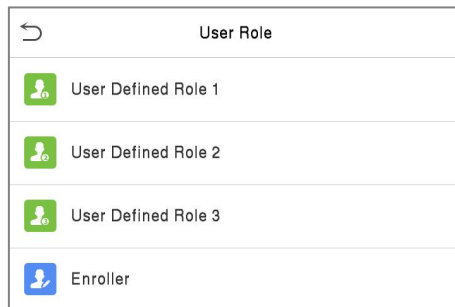 User Role
User Defined Role 1
User Defined Role 2
User Defined Role 3
Enroller